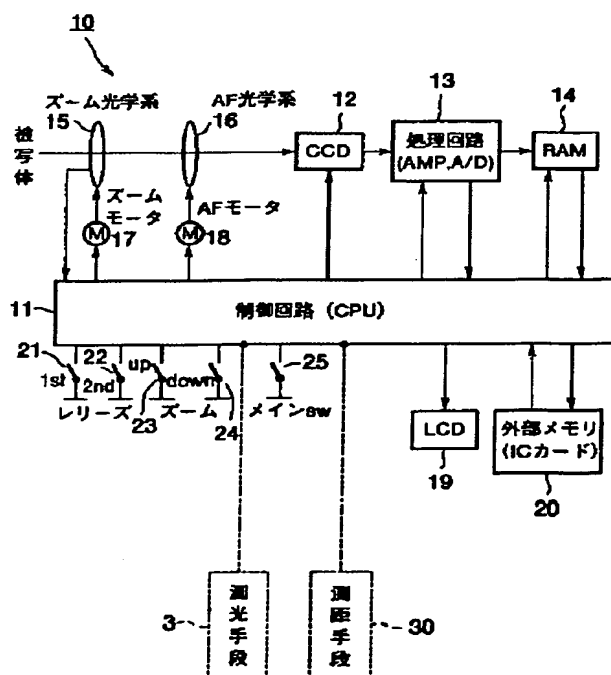 10
ズーム光学系
15
AF光学系
16
12
13
14
被写体
CCD
処理回路
(AMP,A/D)
RAM
ズーム
モータ
M
17
AFモータ
M
18
11
制御回路 (CPU)
21
1st
22
2nd
up
23
down
24
25
レリーズ
ズーム
メインsw
LCD
19
外部メモリ
(ICカード)
20
3
測光手段
測距手段
30